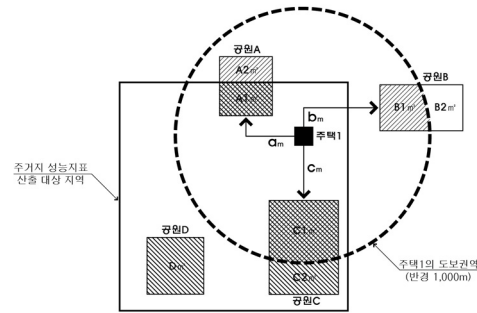 공원A
A2㎡
A1㎡
공원B
B1㎡
B2㎡
bm
주택1
am
cm
주거지 성능지표
산출 대상 지역
공원D
D㎡
C1㎡
C2㎡
공원C
주택1의 도보권역
(반경 1,000m)